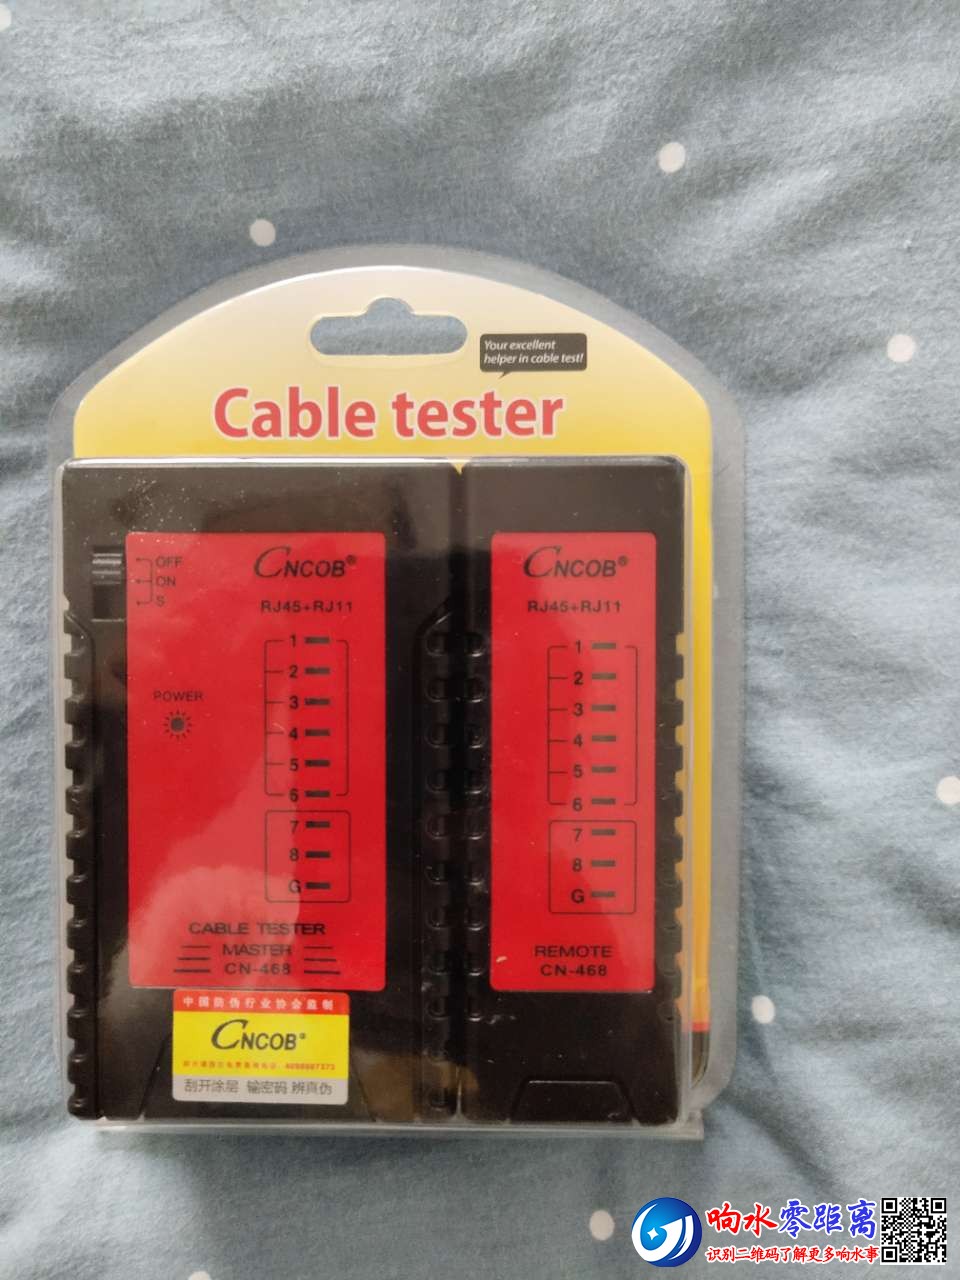 Your excellent
helper in cable test!
Cable tester
OFF
ON
S
CNCOB®
RJ45+RJ11
1
2
3
4
5
6
7
8
G
POWER
CABLE TESTER
MASTER
CN-468
CNCOB®
RJ45+RJ11
1
2
3
4
5
6
7
8
G
REMOTE
CN-468
中国防伪行业协会监制
CNCOB®
刮开涂层 输密码 辨真伪
响水零距离
识别二维码了解更多响水事